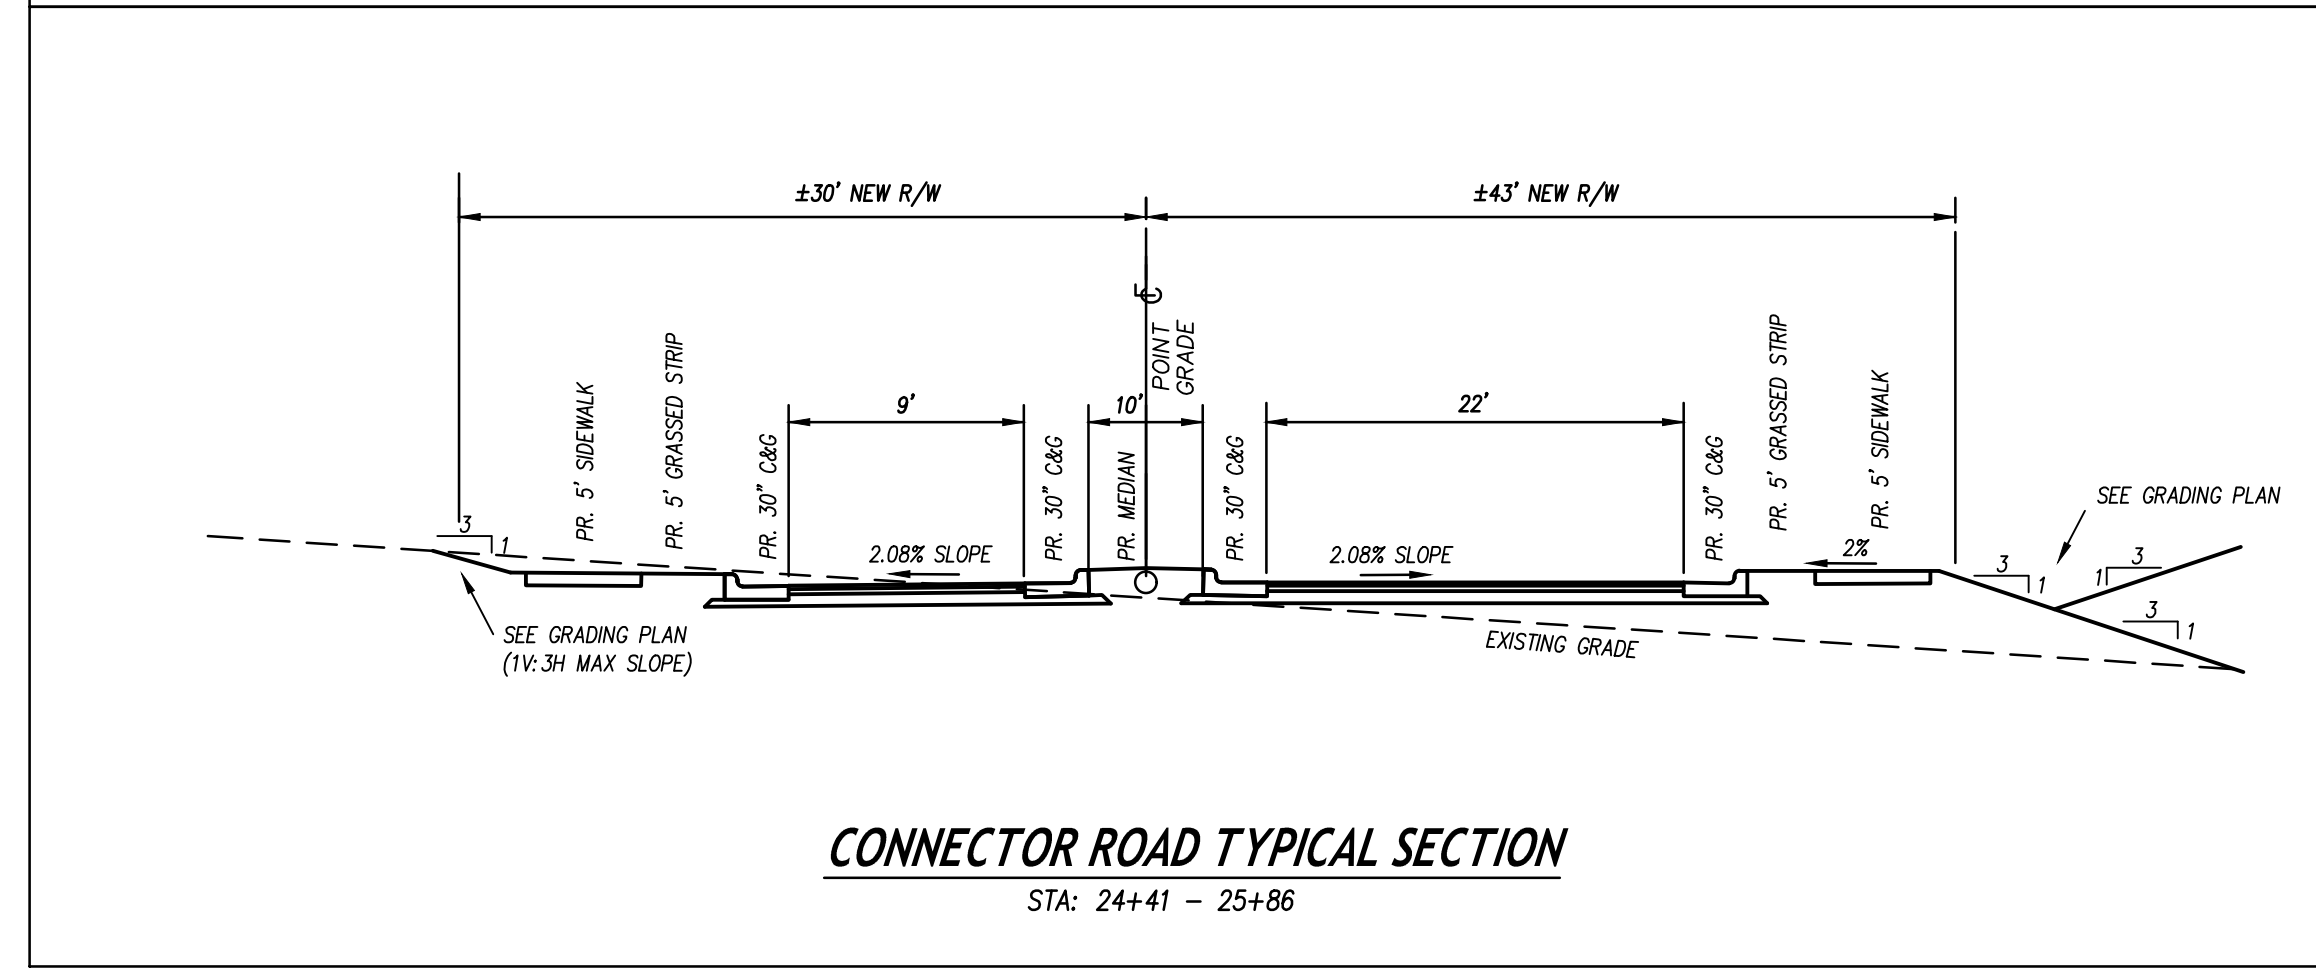 ±30' NEW R/W
±43' NEW R/W
POINT
GRADE
9'
10'
22'
PR. 5' SIDEWALK
PR. 5' GRASSED STRIP
PR. 30" C&G
PR. 30" C&G
PR. MEDIAN
PR. 30" C&G
PR. 30" C&G
PR. 5' GRASSED STRIP
PR. 5' SIDEWALK
SEE GRADING PLAN
3
1
2.08% SLOPE
2.08% SLOPE
2%
3
1
3
1
3
1
SEE GRADING PLAN
(1V:3H MAX SLOPE)
EXISTING GRADE
CONNECTOR ROAD TYPICAL SECTION
STA: 24+41 - 25+86